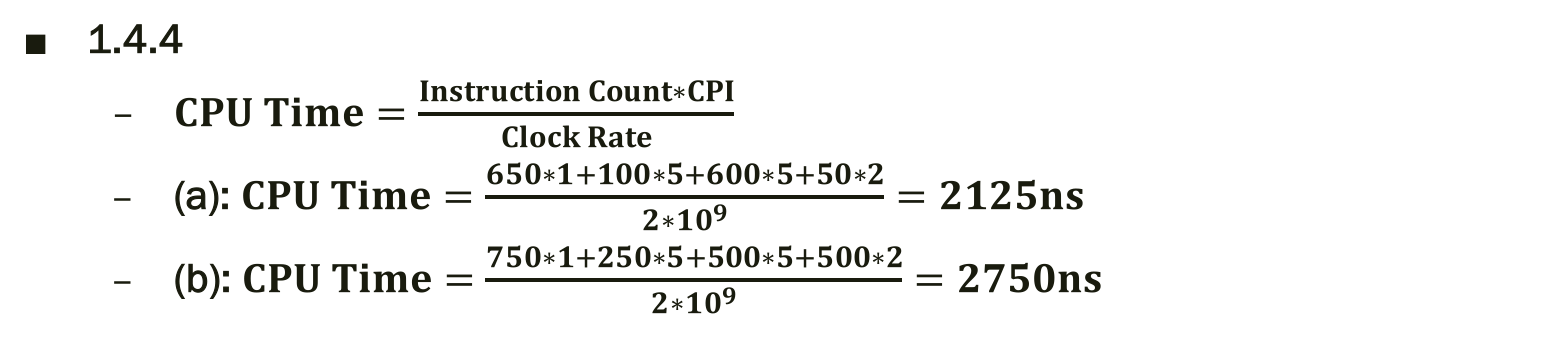 ■ 1.4.4
– CPU Time = Instruction Count∗CPI / Clock Rate
– (a): CPU Time = 650∗1+100∗5+600∗5+50∗2 / 2∗10⁹ = 2125ns
– (b): CPU Time = 750∗1+250∗5+500∗5+500∗2 / 2∗10⁹ = 2750ns